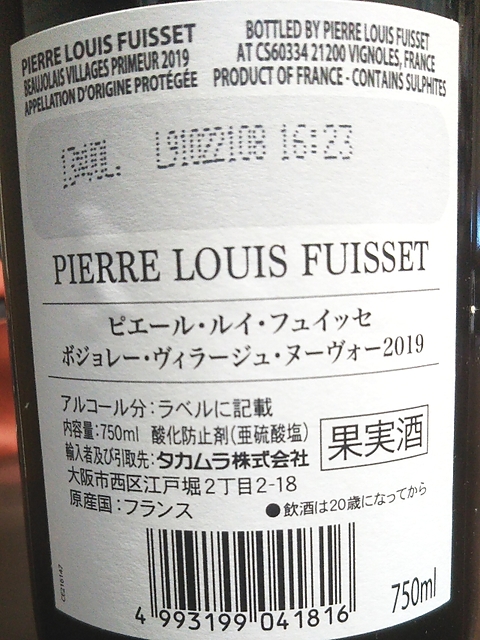 PIERRE LOUIS FUISSET
BEAUJOLAIS VILLAGES PRIMEUR 2019
APPELLATION D'ORIGINE PROTÉGÉE
BOTTLED BY PIERRE LOUIS FUISSET
AT CS60334 21200 VIGNOLES, FRANCE
PRODUCT OF FRANCE - CONTAINS SULPHITES
L91022108 16:23
PIERRE LOUIS FUISSET
ピエール・ルイ・フュイッセ
ボジョレー・ヴィラージュ・ヌーヴォー2019
アルコール分：ラベルに記載
内容量：750ml 酸化防止剤（亜硫酸塩）
輸入者及び引取先：タカムラ株式会社
大阪市西区江戸堀2丁目2-18
原産国：フランス
果実酒
●飲酒は20歳になってから
4 993199 041816
750ml